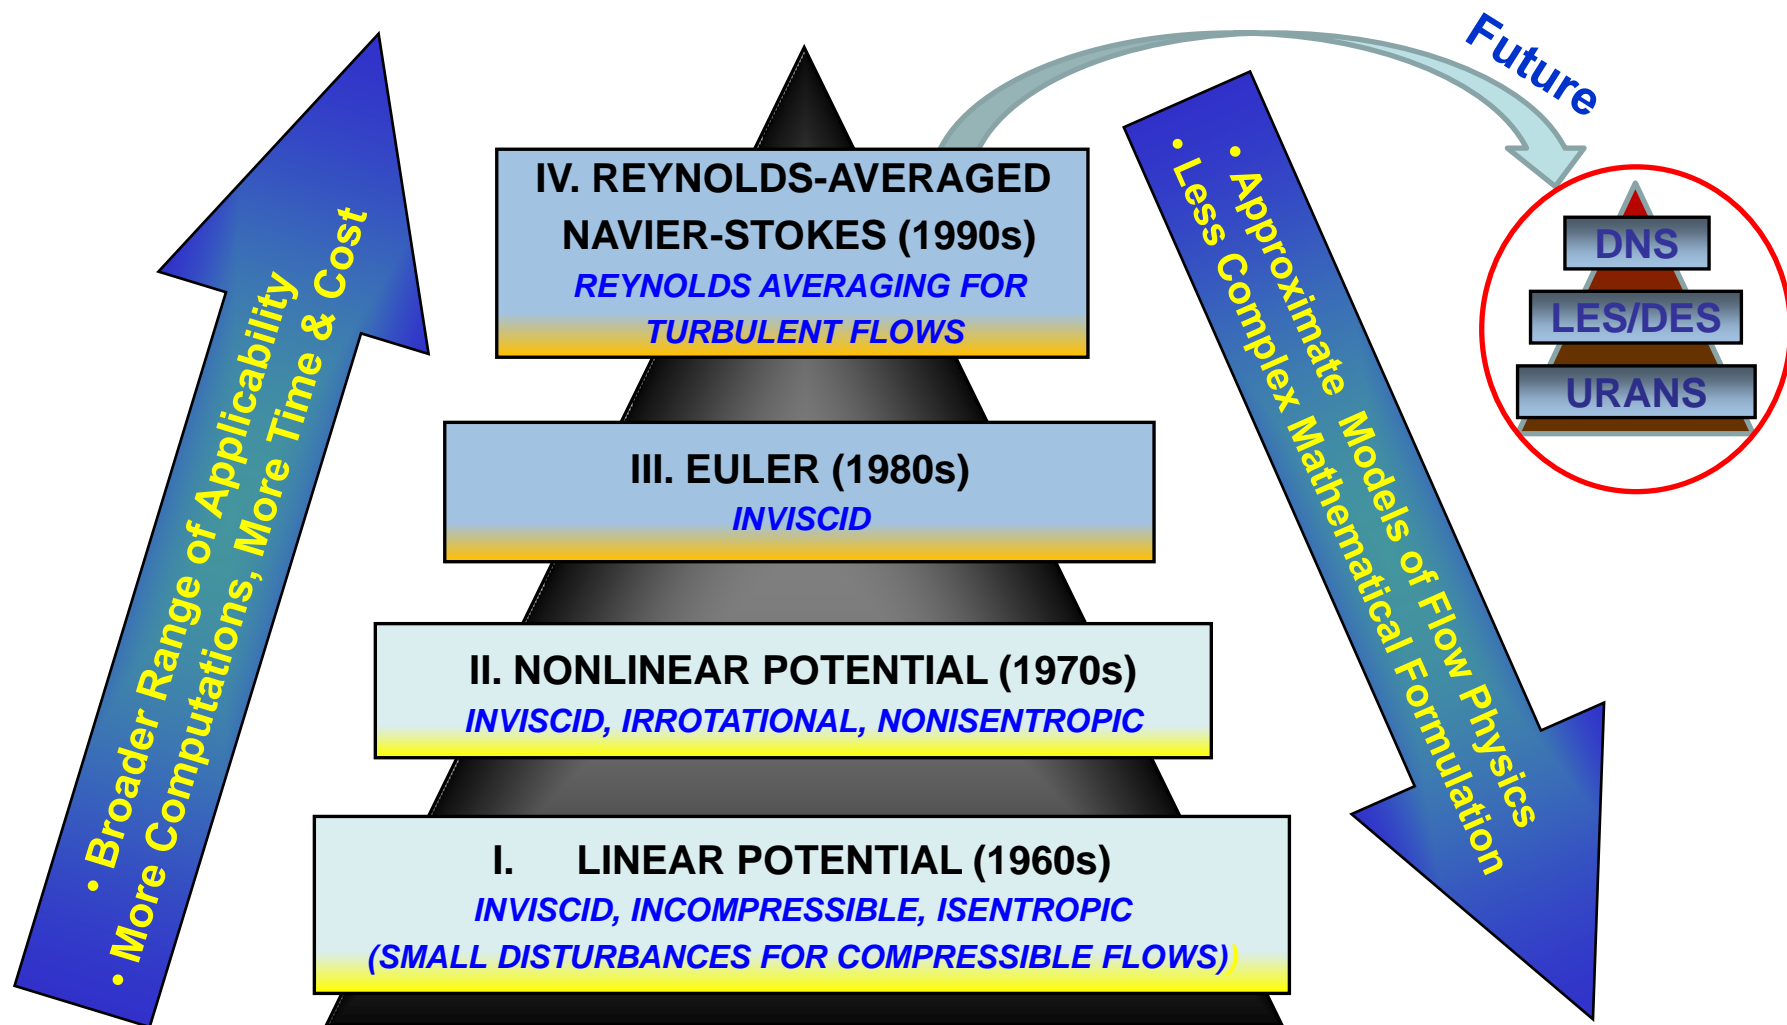 Future
• Broader Range of Applicability
• More Computations, More Time & Cost
IV. REYNOLDS-AVERAGED
NAVIER-STOKES (1990s)
REYNOLDS AVERAGING FOR
TURBULENT FLOWS
III. EULER (1980s)
INVISCID
II. NONLINEAR POTENTIAL (1970s)
INVISCID, IRROTATIONAL, NONISENTROPIC
I. LINEAR POTENTIAL (1960s)
INVISCID, INCOMPRESSIBLE, ISENTROPIC
(SMALL DISTURBANCES FOR COMPRESSIBLE FLOWS))
• Approximate Models of Flow Physics
• Less Complex Mathematical Formulation
DNS
LES/DES
URANS